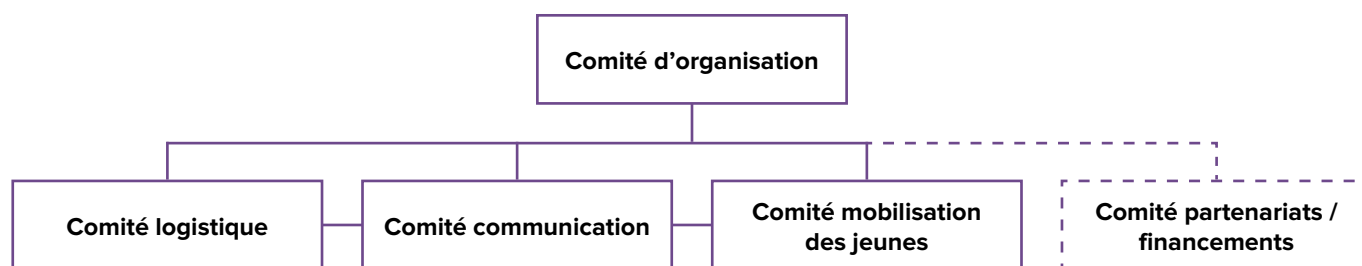 Comité d’organisation
Comité logistique
Comité communication
Comité mobilisation
des jeunes
Comité partenariats /
financements